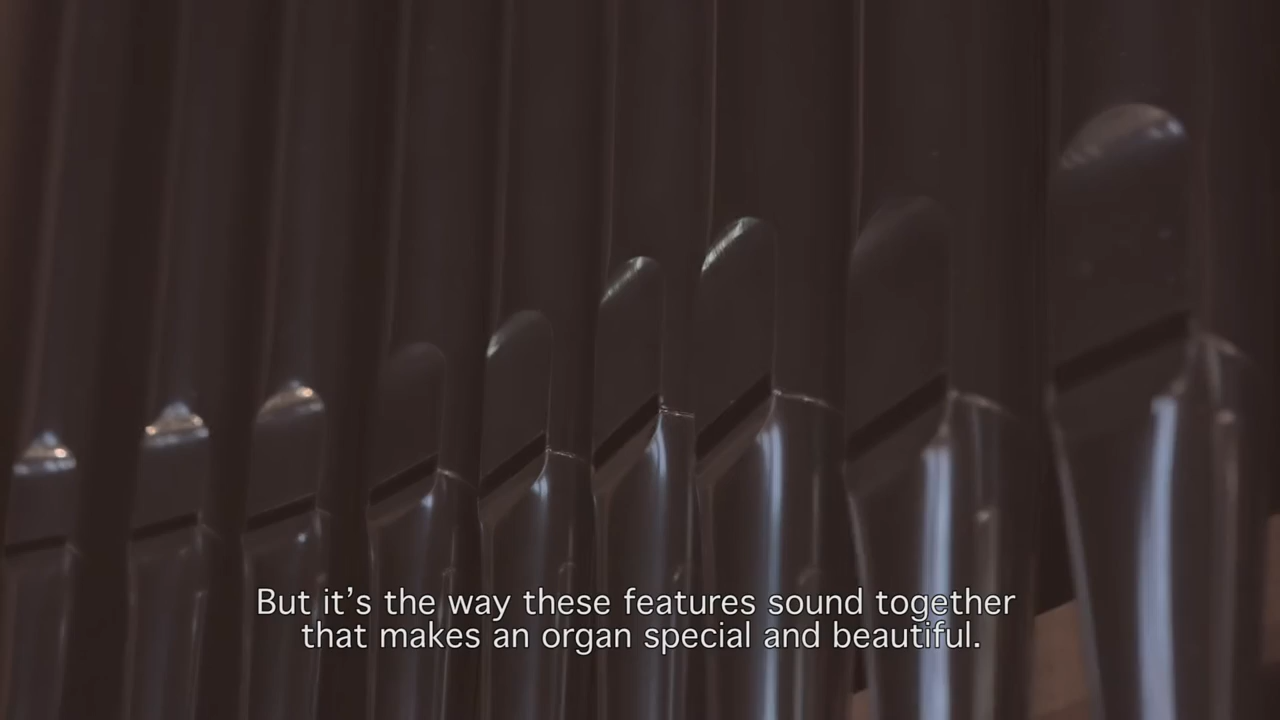 But it’s the way these features sound together
that makes an organ special and beautiful.